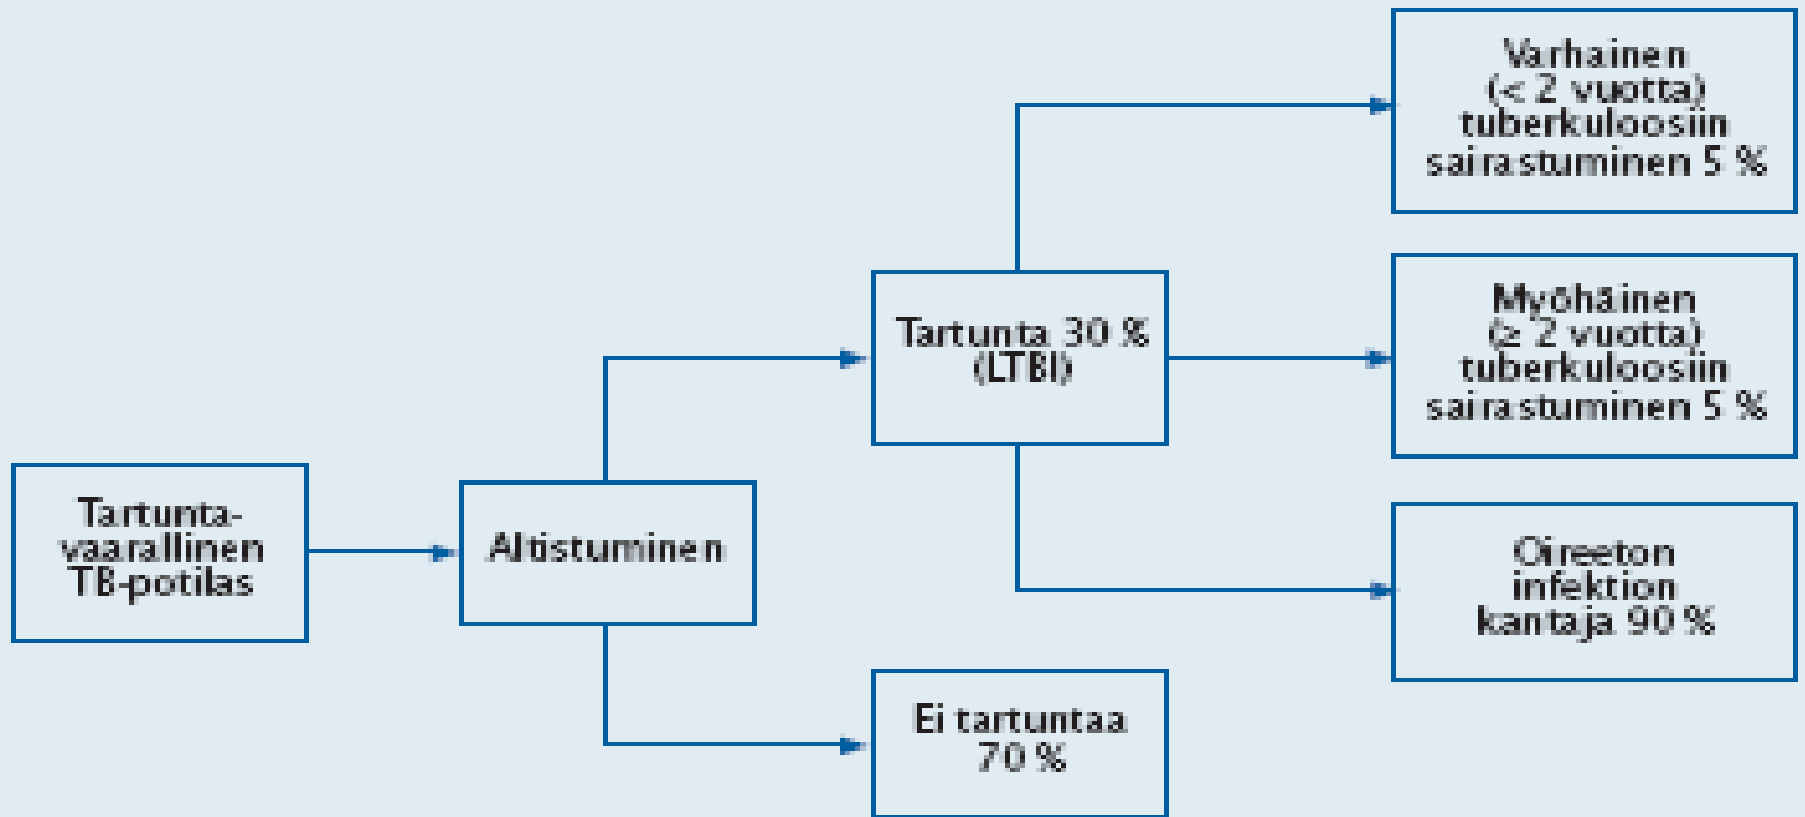 Tartunta-
vaarallinen
TB-potilas
Altistuminen
Tartunta 30 %
(LTBI)
Ei tartuntaa
70 %
Varhainen
(< 2 vuotta)
tuberkuloosiin
sairastuminen 5 %
Myöhäinen
(≥ 2 vuotta)
tuberkuloosiin
sairastuminen 5 %
Oireeton
infektion
kantaja 90 %